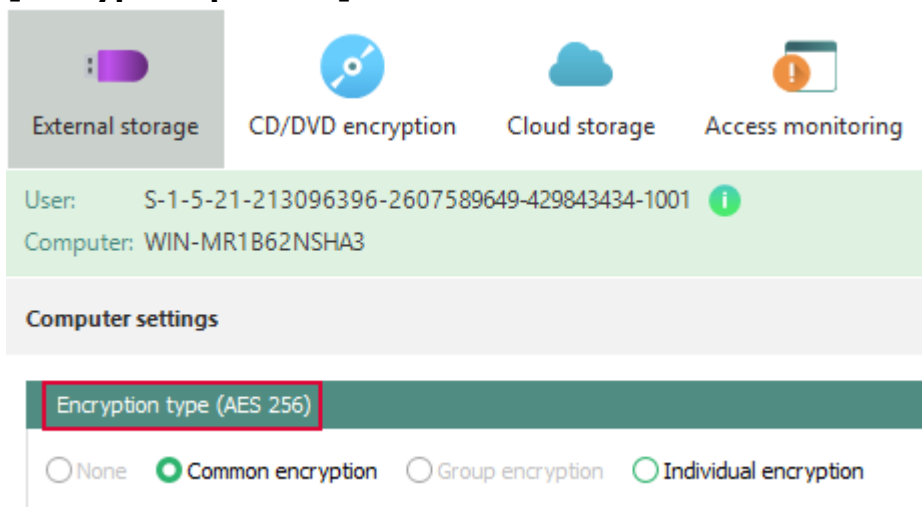 External storage CD/DVD encryption Cloud storage Access monitoring
User: S-1-5-21-213096396-2607589649-429843434-1001
Computer: WIN-MR1B62NSHA3
Computer settings
Encryption type (AES 256)
None Common encryption Group encryption Individual encryption